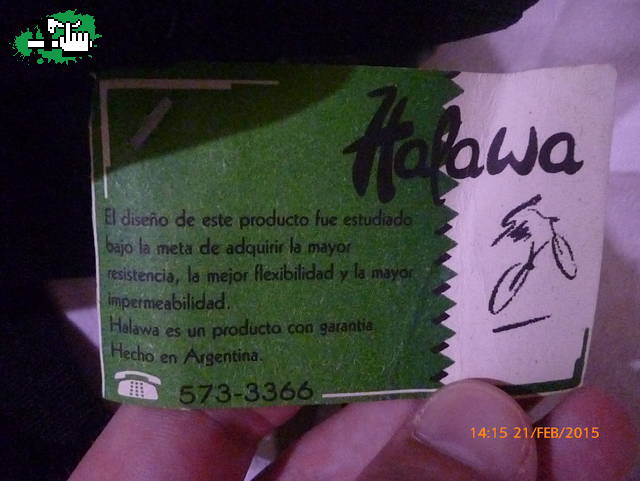 Halawa
El diseño de este producto fue estudiado
bajo la meta de adquirir la mayor
resistencia, la mejor flexibilidad y la mayor
impermeabilidad.
Halawa es un producto con garantia
Hecho en Argentina.
573-3366
14:15 21/FEB/2015